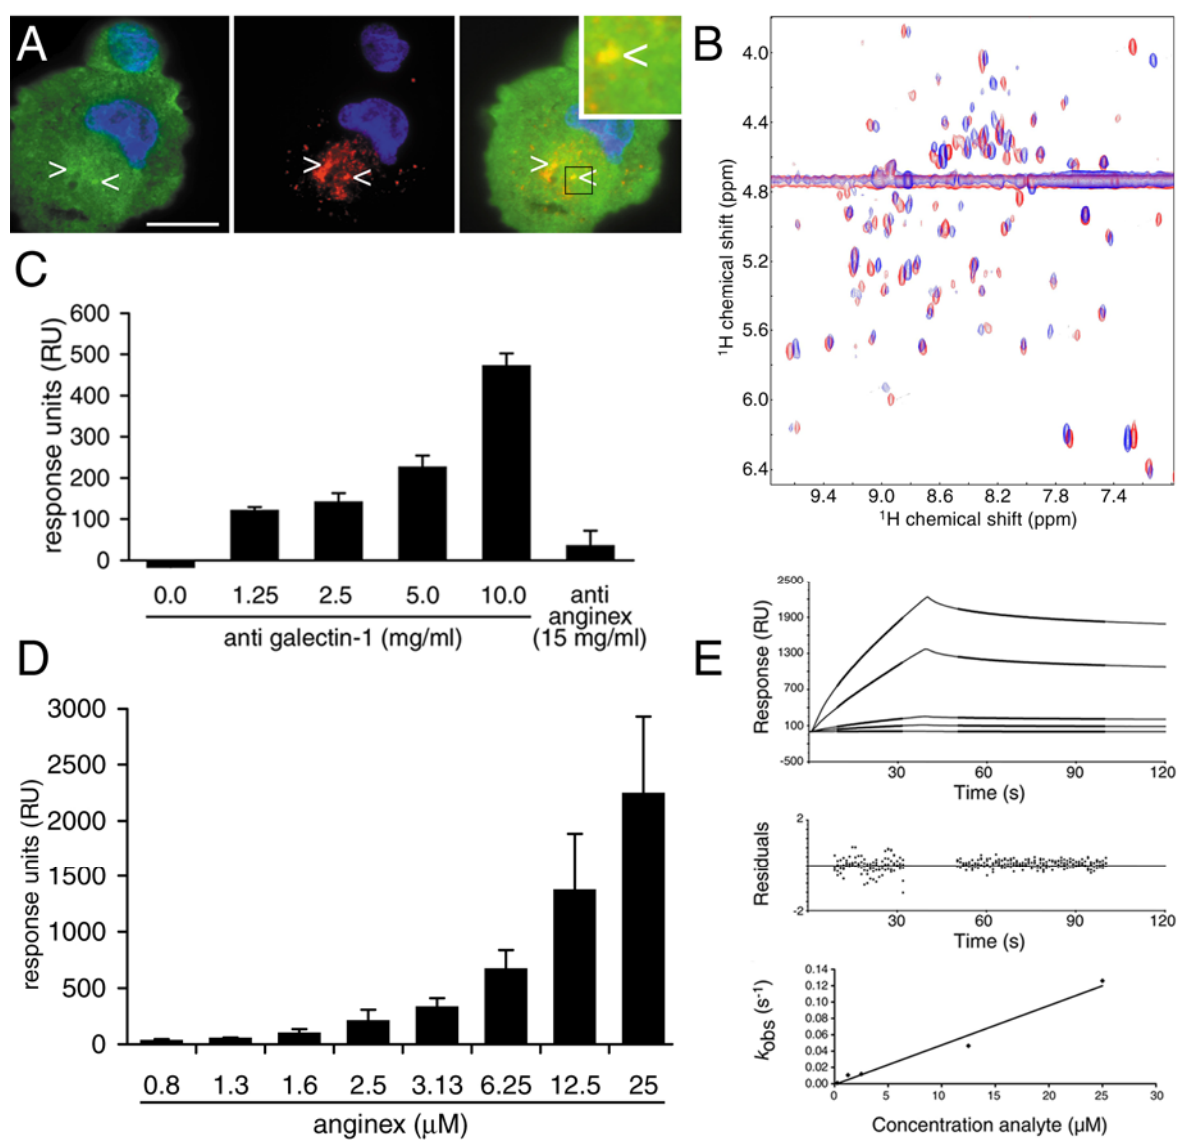 A
B
4.0
4.4
4.8
5.2
5.6
6.0
6.4
¹H chemical shift (ppm)
9.4 9.0 8.6 8.2 7.8 7.4
¹H chemical shift (ppm)
C
600
500
400
300
200
100
0
response units (RU)
0.0 1.25 2.5 5.0 10.0 anti
anginex
anti galectin-1 (mg/ml) (15 mg/ml)
D
3000
2500
2000
1500
1000
500
0
response units (RU)
0.8 1.3 1.6 2.5 3.13 6.25 12.5 25
anginex (μM)
E
2500
1900
1300
700
100
-500
Response (RU)
30 60 90 120
Time (s)
2
-2
Residuals
30 60 90 120
Time (s)
0.14
0.12
0.10
0.08
0.06
0.04
0.02
0.00
kobs (s⁻¹)
5 10 15 20 25 30
Concentration analyte (μM)